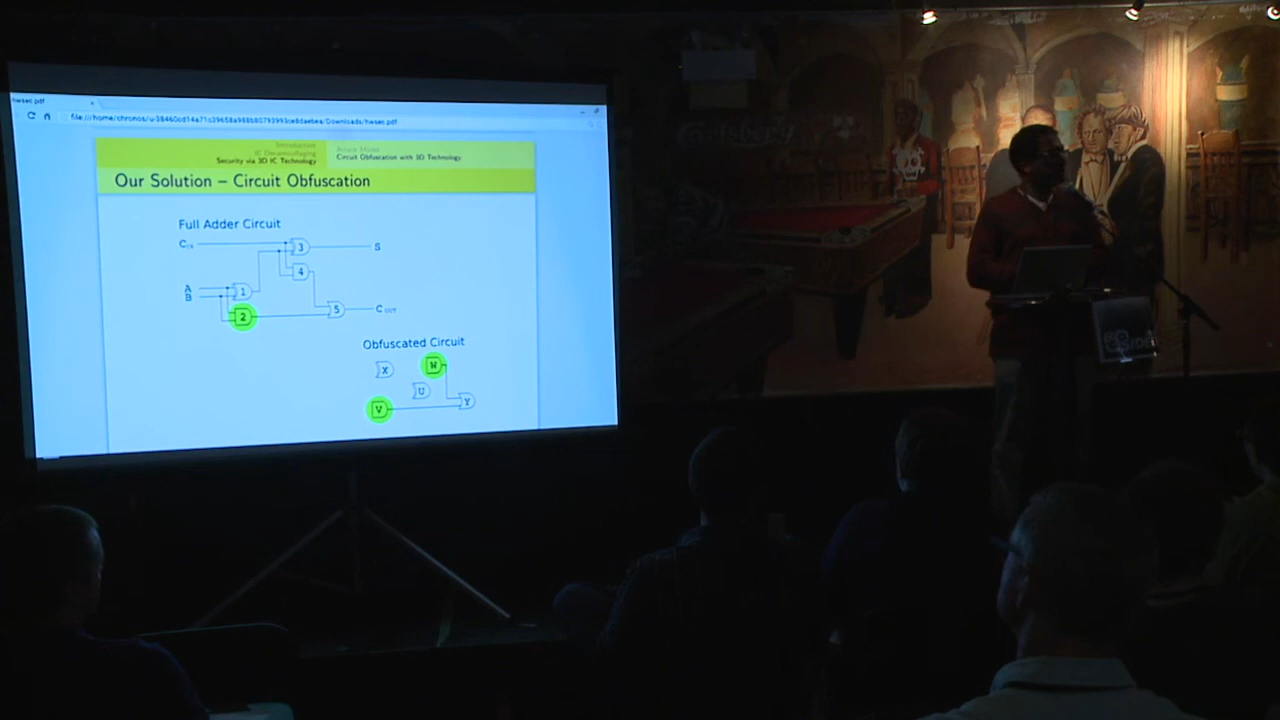 hwsec.pdf
Introduction
IC Decamouflaging
Security via 3D IC Technology
Attack Model
Circuit Obfuscation with 3D Technology
Our Solution – Circuit Obfuscation
Full Adder Circuit
C IN
3
S
4
A
B
1
2
5
C OUT
Obfuscated Circuit
X
W
U
V
Y